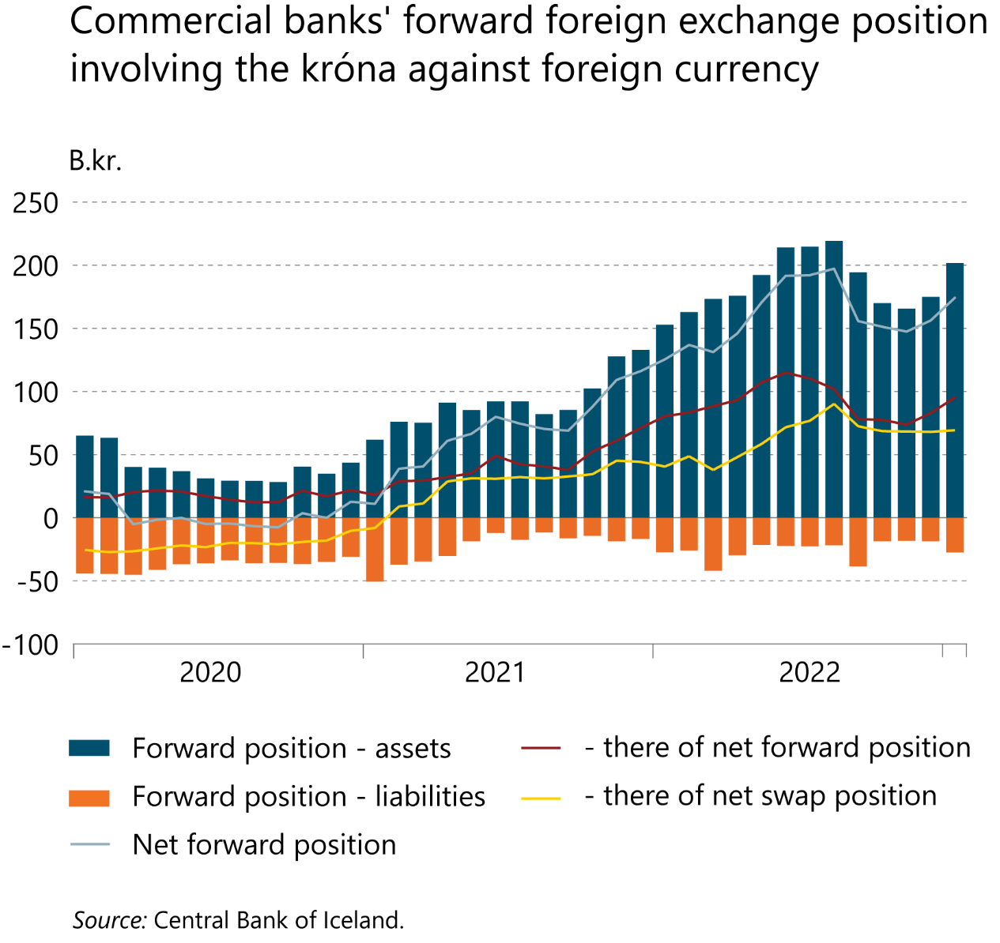 Commercial banks' forward foreign exchange position
involving the króna against foreign currency
B.kr.
250
200
150
100
50
0
-50
-100
2020 2021 2022
Forward position - assets
- there of net forward position
Forward position - liabilities
- there of net swap position
Net forward position
Source: Central Bank of Iceland.